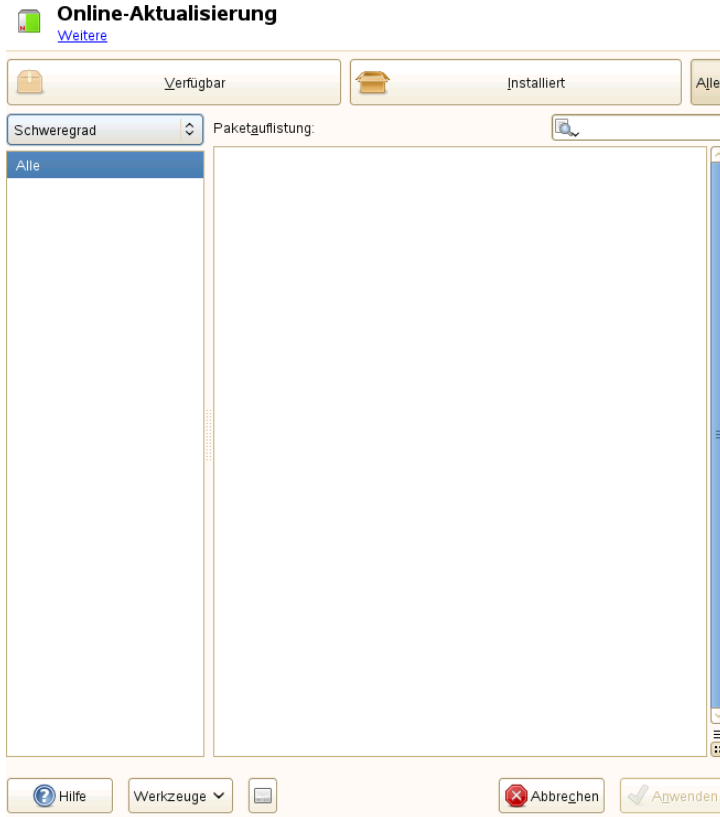 Online-Aktualisierung
Weitere
Verfügbar
Installiert
Alle
Schweregrad
Paketauflistung:
Alle
Hilfe
Werkzeuge
Abbrechen
Anwenden